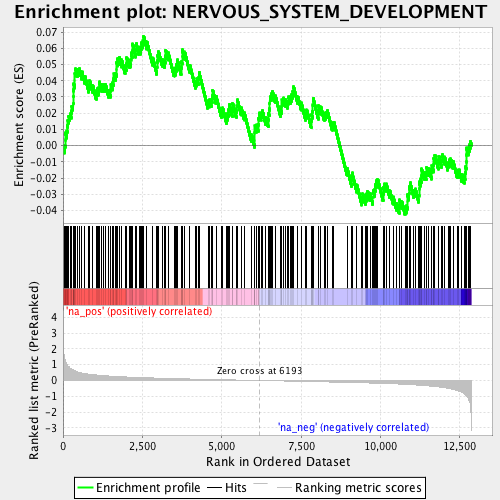 Enrichment plot: NERVOUS_SYSTEM_DEVELOPMENT
Enrichment score (ES)
0.07
0.06
0.05
0.04
0.03
0.02
0.01
0.00
-0.01
-0.02
-0.03
-0.04
'na_pos' (positively correlated)
Ranked list metric (PreRanked)
4
3
2
1
0
-1
-2
-3
Zero cross at 6193
'na_neg' (negatively correlated)
0
2,500
5,000
7,500
10,000
12,500
Rank in Ordered Dataset
Enrichment profile
Hits
Ranking metric scores